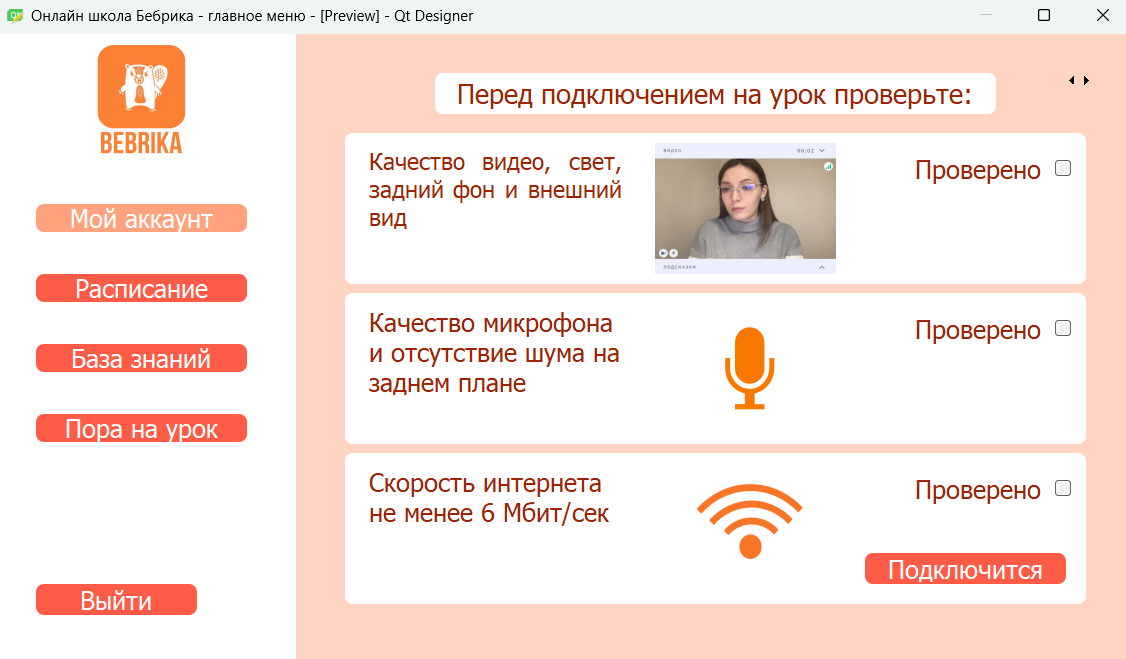 Онлайн школа Бебрика - главное меню - [Preview] - Qt Designer
BEBRIKA
Мой аккаунт
Расписание
База знаний
Пора на урок
Выйти
Перед подключением на урок проверьте:
Качество видео, свет,
задний фон и внешний
вид
ВИДЕО
00:02
ПОДСКАЗКИ
Проверено
Качество микрофона
и отсутствие шума на
заднем плане
Проверено
Скорость интернета
не менее 6 Мбит/сек
Проверено
Подключится